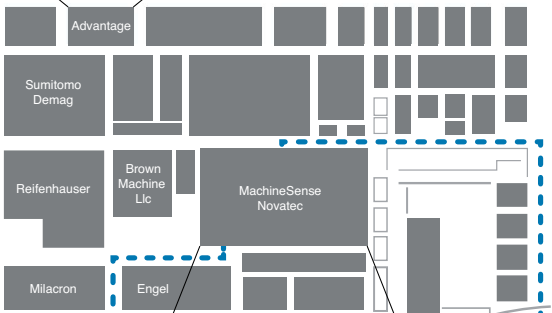 Advantage
Sumitomo
Demag
Reifenhauser
Brown
Machine
Llc
MachineSense
Novatec
Milacron
Engel